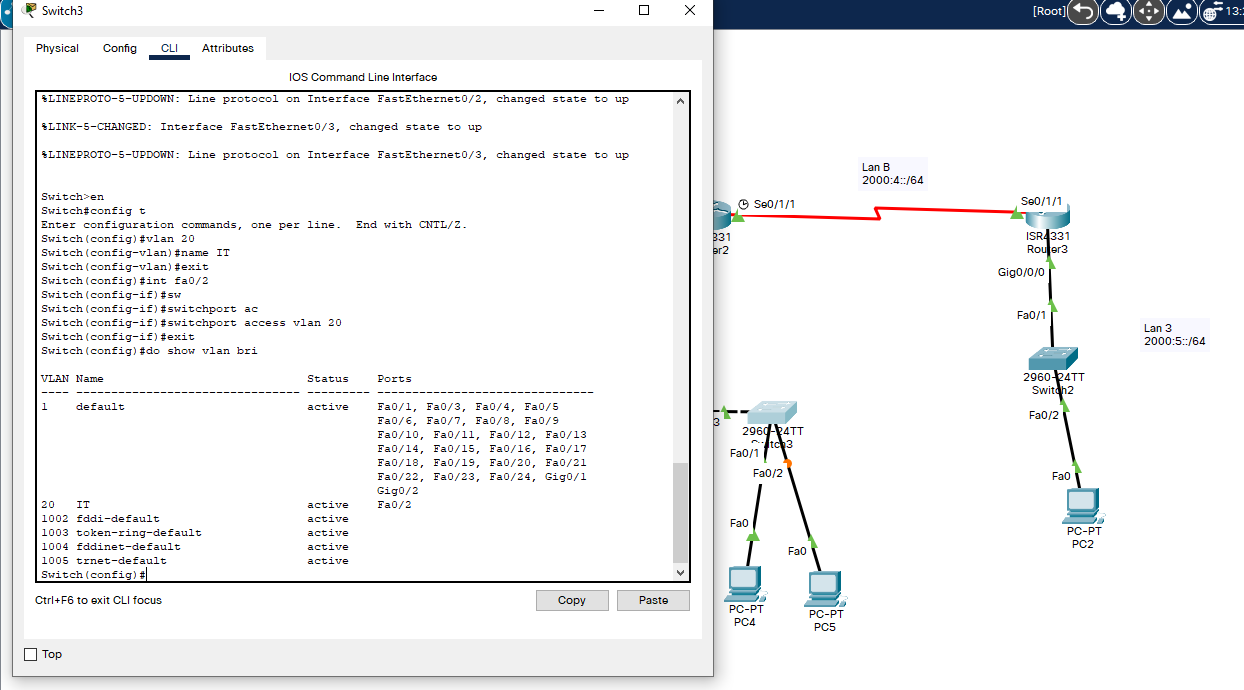 Switch3
Physical Config CLI Attributes
IOS Command Line Interface
%LINEPROTO-5-UPDOWN: Line protocol on Interface FastEthernet0/2, changed state to up
%LINK-5-CHANGED: Interface FastEthernet0/3, changed state to up
%LINEPROTO-5-UPDOWN: Line protocol on Interface FastEthernet0/3, changed state to up
Switch>en
Switch#config t
Enter configuration commands, one per line.  End with CNTL/Z.
Switch(config)#vlan 20
Switch(config-vlan)#name IT
Switch(config-vlan)#exit
Switch(config)#int fa0/2
Switch(config-if)#sw
Switch(config-if)#switchport ac
Switch(config-if)#switchport access vlan 20
Switch(config-if)#exit
Switch(config)#do show vlan bri
VLAN Name                             Status    Ports
---- -------------------------------- --------- -------------------------------
1    default                          active    Fa0/1, Fa0/3, Fa0/4, Fa0/5
Fa0/6, Fa0/7, Fa0/8, Fa0/9
Fa0/10, Fa0/11, Fa0/12, Fa0/13
Fa0/14, Fa0/15, Fa0/16, Fa0/17
Fa0/18, Fa0/19, Fa0/20, Fa0/21
Fa0/22, Fa0/23, Fa0/24, Gig0/1
Gig0/2
20   IT                               active    Fa0/2
1002 fddi-default                     active
1003 token-ring-default               active
1004 fddinet-default                  active
1005 trnet-default                    active
Switch(config)#
Ctrl+F6 to exit CLI focus
Copy
Paste
Top
[Root]
13:
Lan B
2000:4::/64
Se0/1/1
331
er2
Se0/1/1
ISR4331
Router3
Gig0/0/0
Fa0/1
Lan 3
2000:5::/64
2960-24TT
Switch2
Fa0/2
Fa0
PC-PT
PC2
3
2960-24TT
Fa0/1
Fa0/2
Fa0
Fa0
PC-PT
PC4
PC-PT
PC5